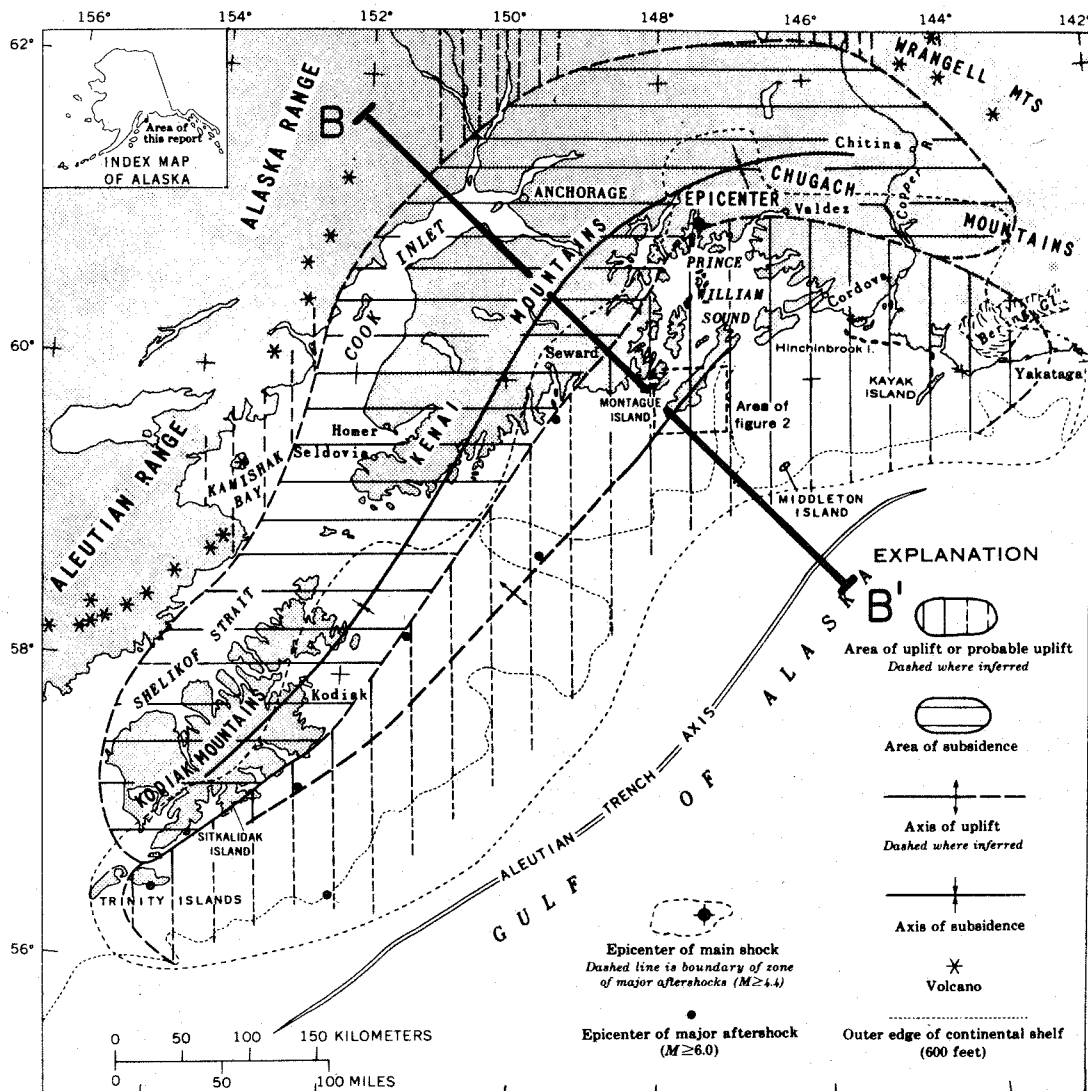 156° 154° 152° 150° 148° 146° 144° 142°
62°
60°
58°
56°
Area of
this report
INDEX MAP
OF ALASKA
ALASKA RANGE
WRANGELL MTS
B
Chitina R
ANCHORAGE
EPICENTER
CHUGACH
MOUNTAINS
Valdez
Copper
COOK INLET
PRINCE
WILLIAM
SOUND
Cordova
Bering Gl.
KENAI MOUNTAINS
Seward
Hinchinbrook I.
Yakataga
KAYAK
ISLAND
MONTAGUE
ISLAND
Area of
figure 2
Homer
Seldovia
KAMISHAK
BAY
ALEUTIAN RANGE
MIDDLETON
ISLAND
B'
SHELIKOF STRAIT
Kodiak
KODIAK MOUNTAINS
SITKALIDAK
ISLAND
TRINITY ISLANDS
ALEUTIAN TRENCH AXIS
GULF OF ALASKA
EXPLANATION
Area of uplift or probable uplift
Dashed where inferred
Area of subsidence
Axis of uplift
Dashed where inferred
Axis of subsidence
Volcano
Outer edge of continental shelf
(600 feet)
Epicenter of main shock
Dashed line is boundary of zone
of major aftershocks (M≥4.4)
Epicenter of major aftershock
(M≥6.0)
0 50 100 150 KILOMETERS
0 50 100 MILES